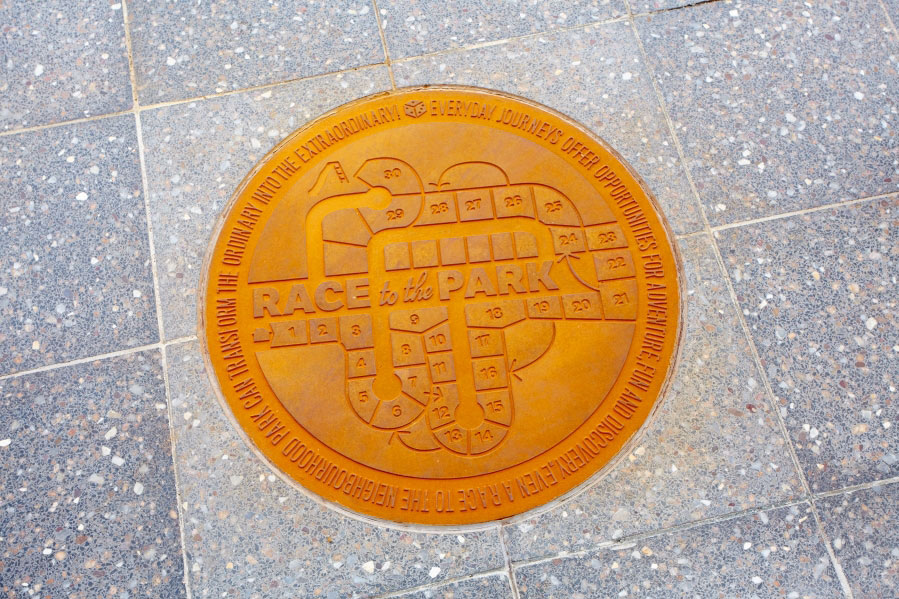 EVERYDAY JOURNEYS OFFER OPPORTUNITIES FOR ADVENTURE, FUN AND DISCOVERY. EVEN A RACE TO THE NEIGHBOURHOOD PARK CAN TRANSFORM THE ORDINARY INTO THE EXTRAORDINARY!
30
29 28 27 26 25
24 23
22
RACE to the PARK
21
1 2 3 9 18 19 20
4 8 10 17
5 7 11 16
6 12 15
13 14